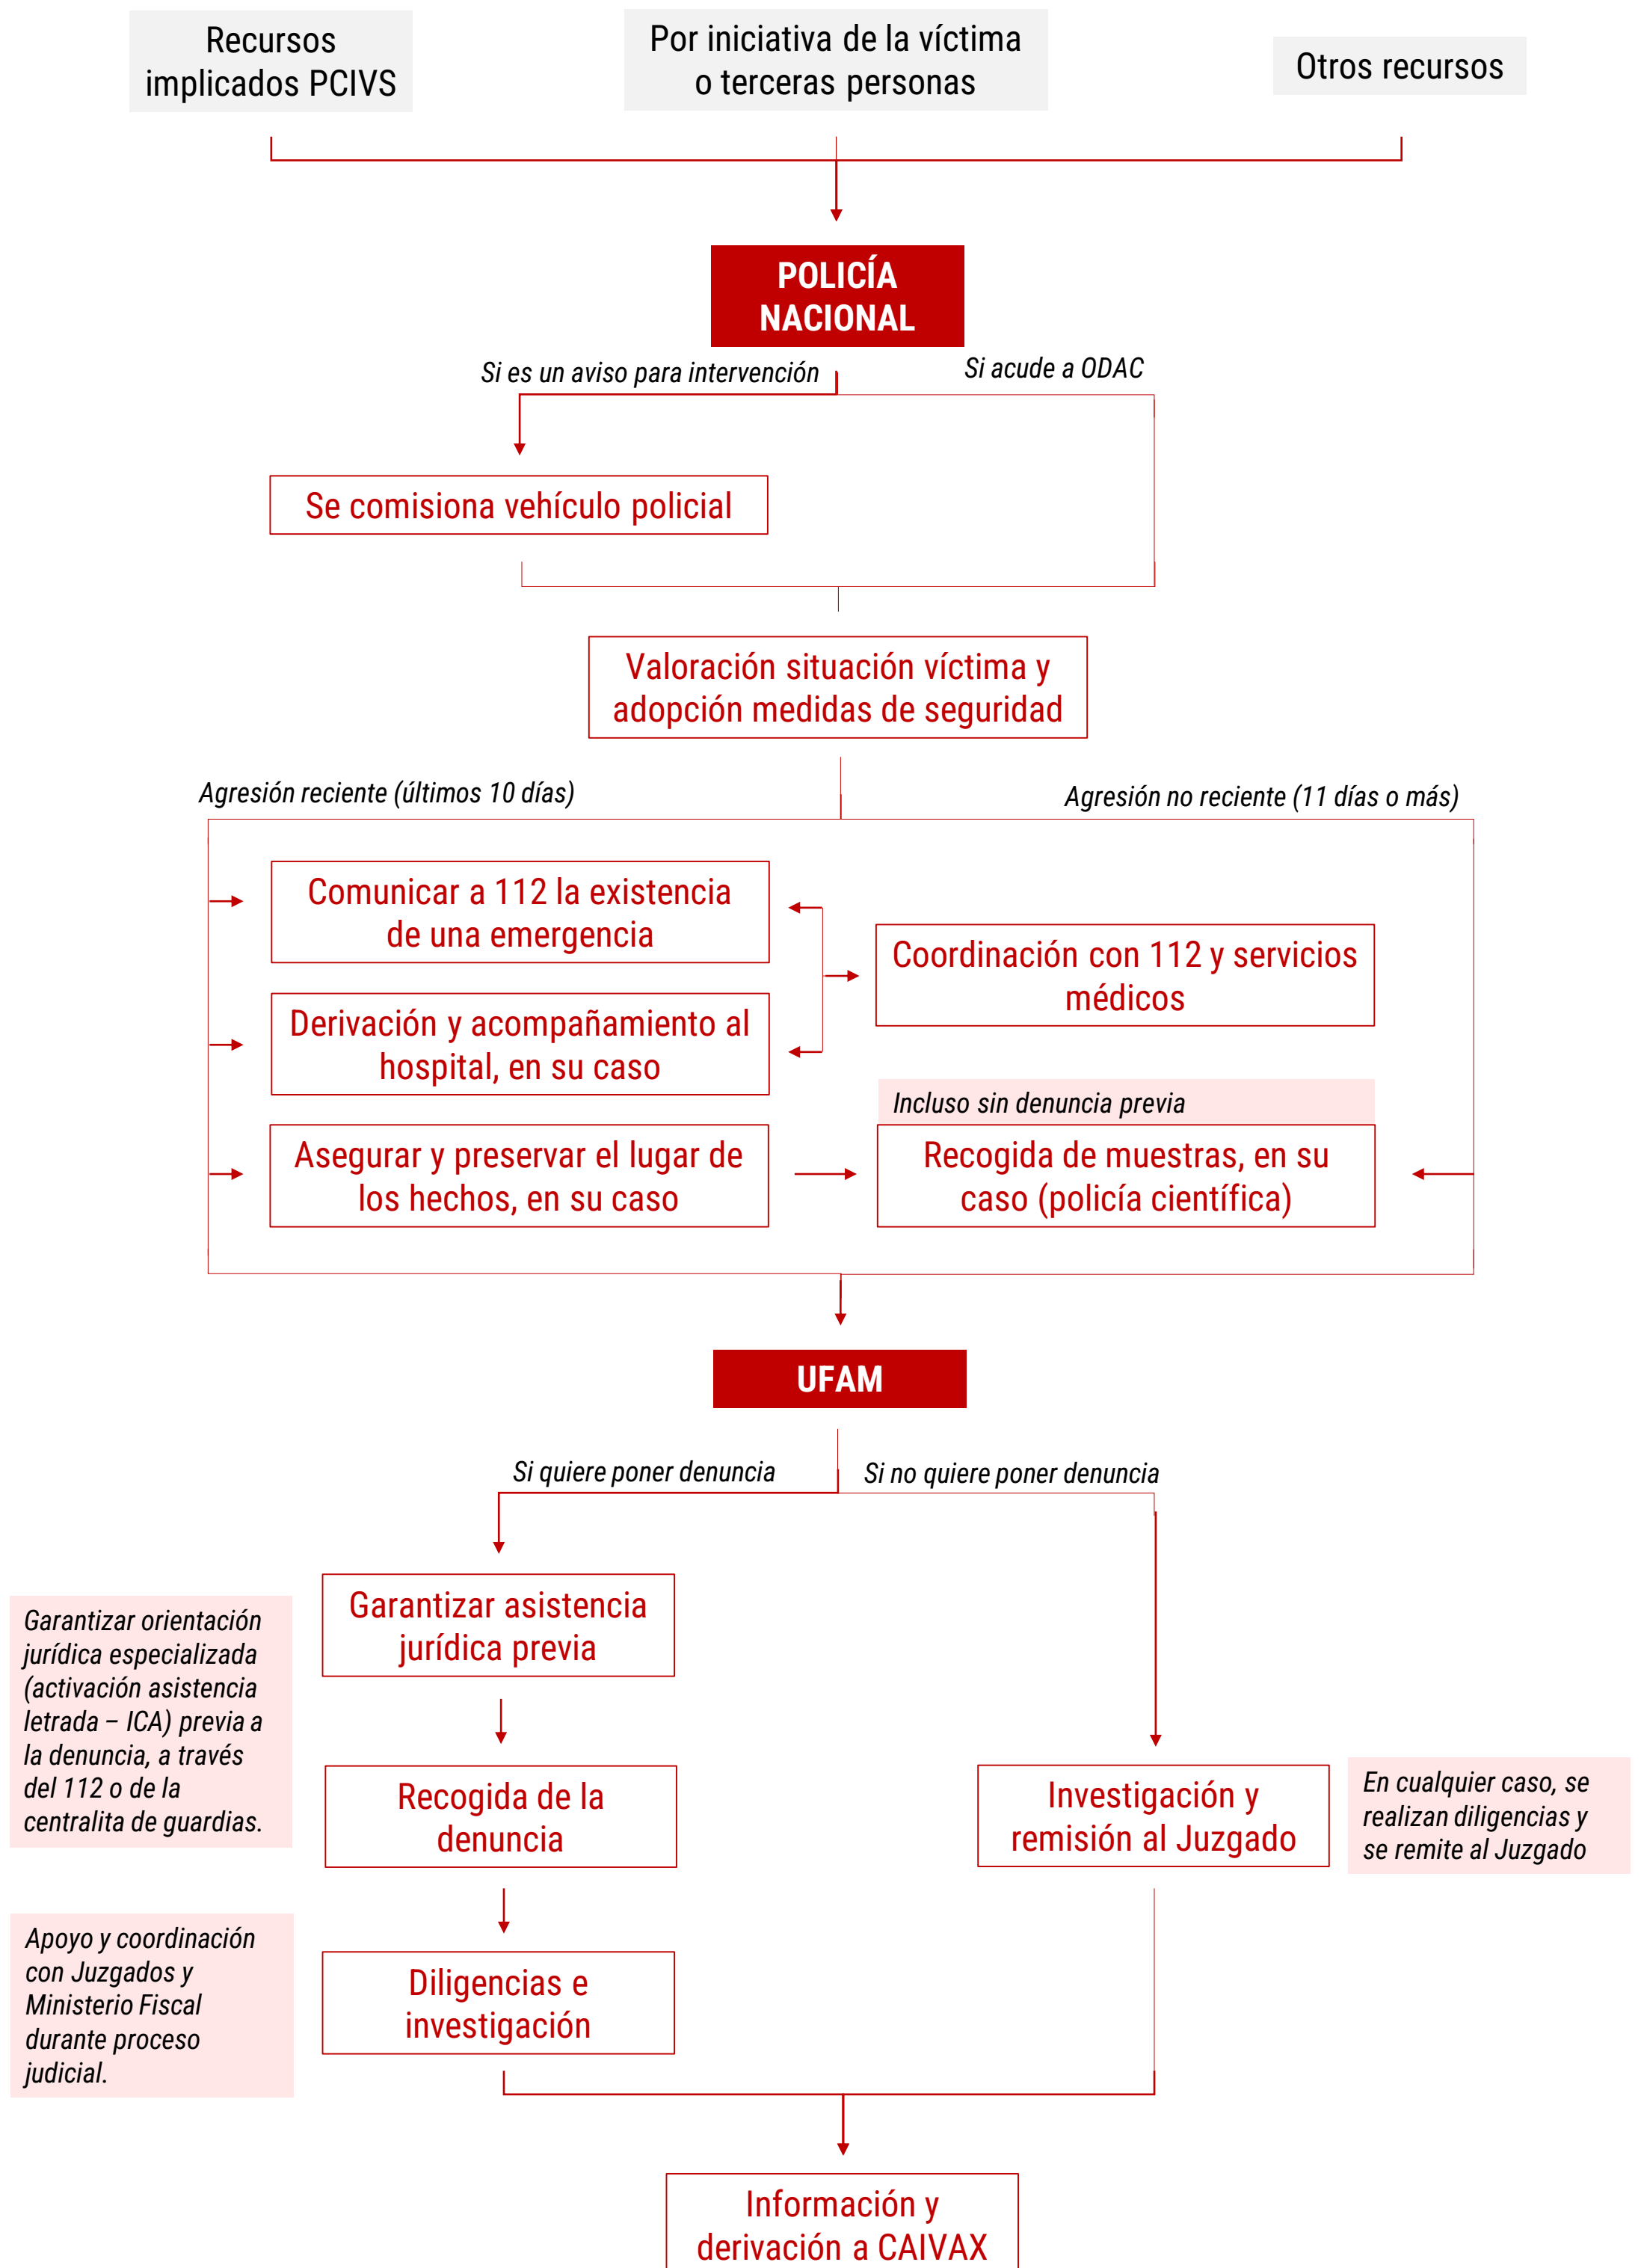 Recursos
implicados PCIVS
Por iniciativa de la víctima
o terceras personas
Otros recursos
POLICÍA
NACIONAL
Si es un aviso para intervención
Si acude a ODAC
Se comisiona vehículo policial
Valoración situación víctima y
adopción medidas de seguridad
Agresión reciente (últimos 10 días)
Agresión no reciente (11 días o más)
Comunicar a 112 la existencia
de una emergencia
Coordinación con 112 y servicios
médicos
Derivación y acompañamiento al
hospital, en su caso
Incluso sin denuncia previa
Asegurar y preservar el lugar de
los hechos, en su caso
Recogida de muestras, en su
caso (policía científica)
UFAM
Si quiere poner denuncia
Si no quiere poner denuncia
Garantizar asistencia
jurídica previa
Garantizar orientación
jurídica especializada
(activación asistencia
letrada – ICA) previa a
la denuncia, a través
del 112 o de la
centralita de guardias.
Recogida de la
denuncia
Investigación y
remisión al Juzgado
En cualquier caso, se
realizan diligencias y
se remite al Juzgado
Apoyo y coordinación
con Juzgados y
Ministerio Fiscal
durante proceso
judicial.
Diligencias e
investigación
Información y
derivación a CAIVAX